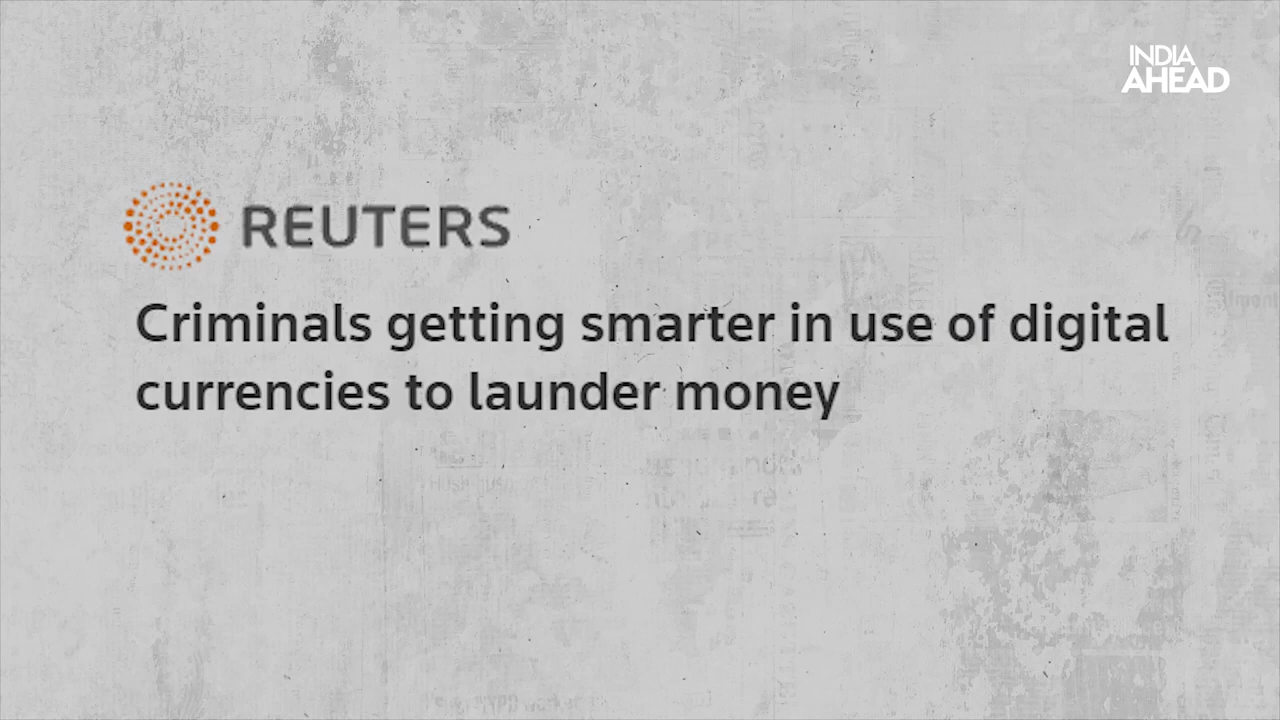 INDIA
AHEAD
REUTERS
Criminals getting smarter in use of digital
currencies to launder money